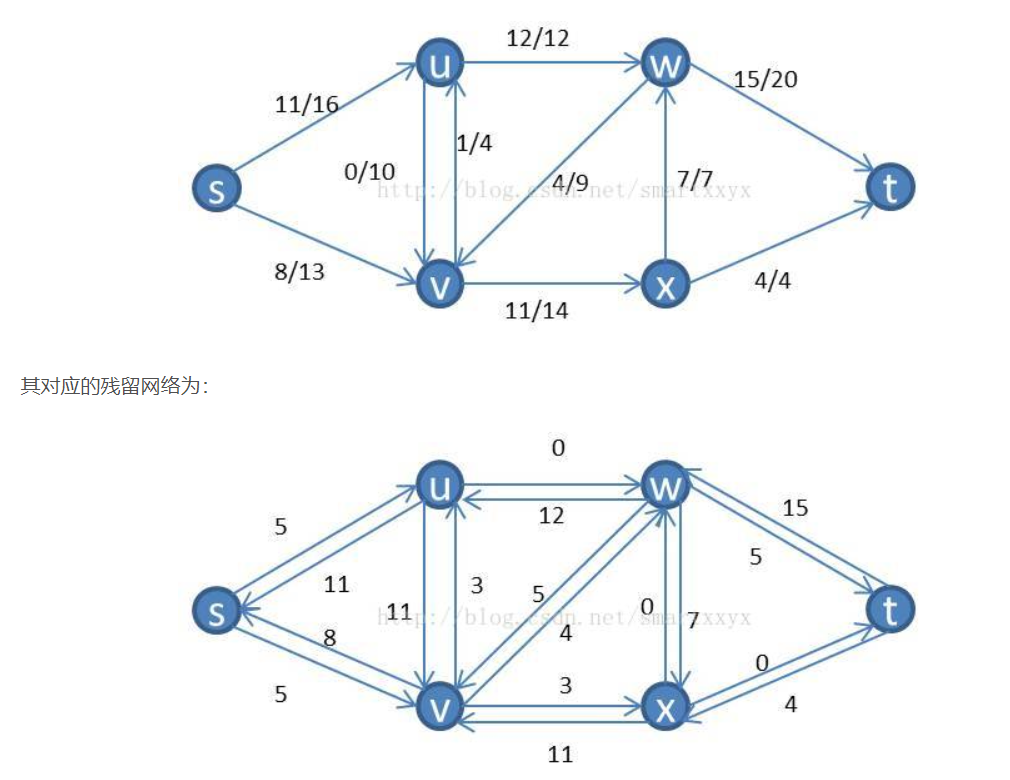 12/12
u
w
15/20
11/16
1/4
0/10
4/9
7/7
http://blog.csdn.net/smartxxyx
s
t
8/13
v
x
4/4
11/14
其对应的残留网络为：
0
u
w
12
15
5
5
11
3
5
0
11
4
7
http://blog.csdn.net/smartxxyx
s
t
8
0
5
3
4
v
x
11